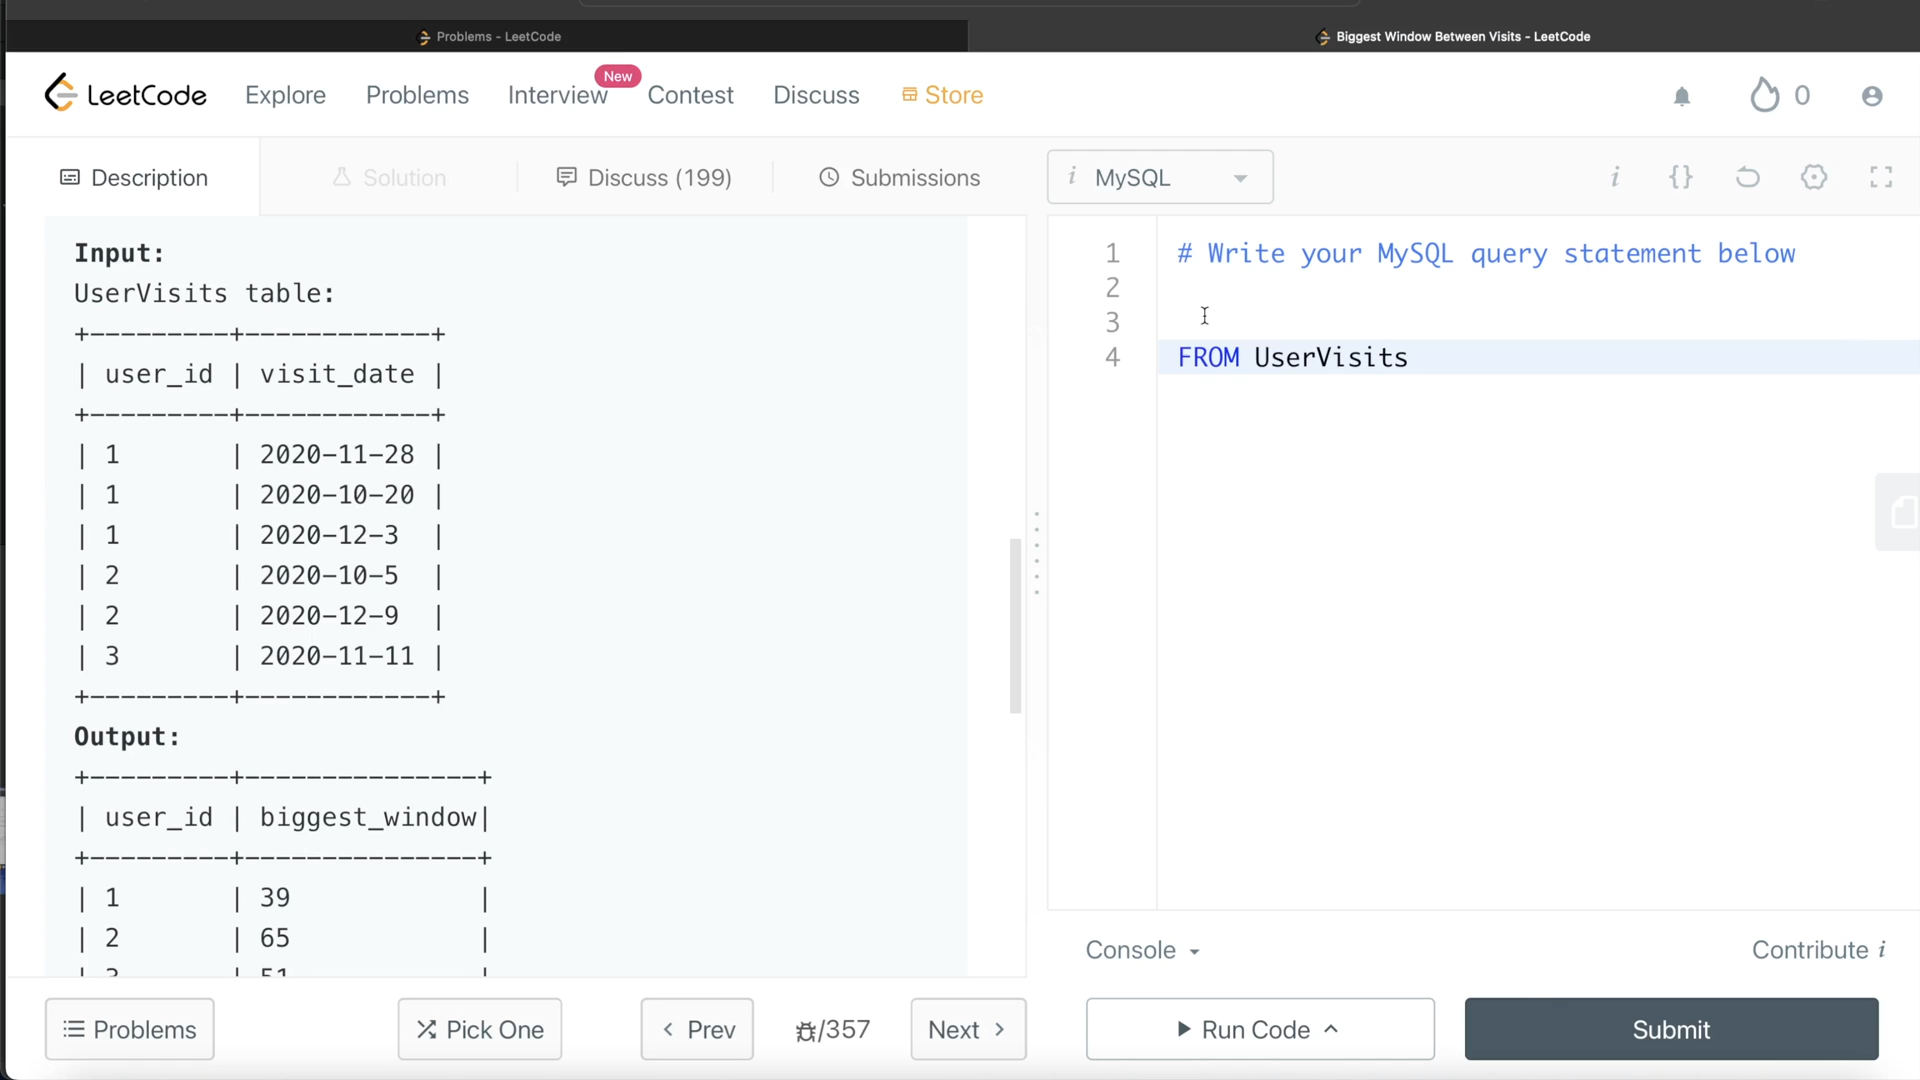 Problems - LeetCode
Biggest Window Between Visits - LeetCode
LeetCode Explore Problems Interview New Contest Discuss Store 0
Description Solution Discuss (199) Submissions
Input:
UserVisits table:
+---------+------------+
| user_id | visit_date |
+---------+------------+
| 1       | 2020-11-28 |
| 1       | 2020-10-20 |
| 1       | 2020-12-3  |
| 2       | 2020-10-5  |
| 2       | 2020-12-9  |
| 3       | 2020-11-11 |
+---------+------------+
Output:
+---------+---------------+
| user_id | biggest_window|
+---------+---------------+
| 1       | 39            |
| 2       | 65            |
| 3       | 51            |
i MySQL
i {}
1 # Write your MySQL query statement below
2
3
4 FROM UserVisits
Console
Contribute i
Problems
Pick One
< Prev
/357
Next >
Run Code
Submit